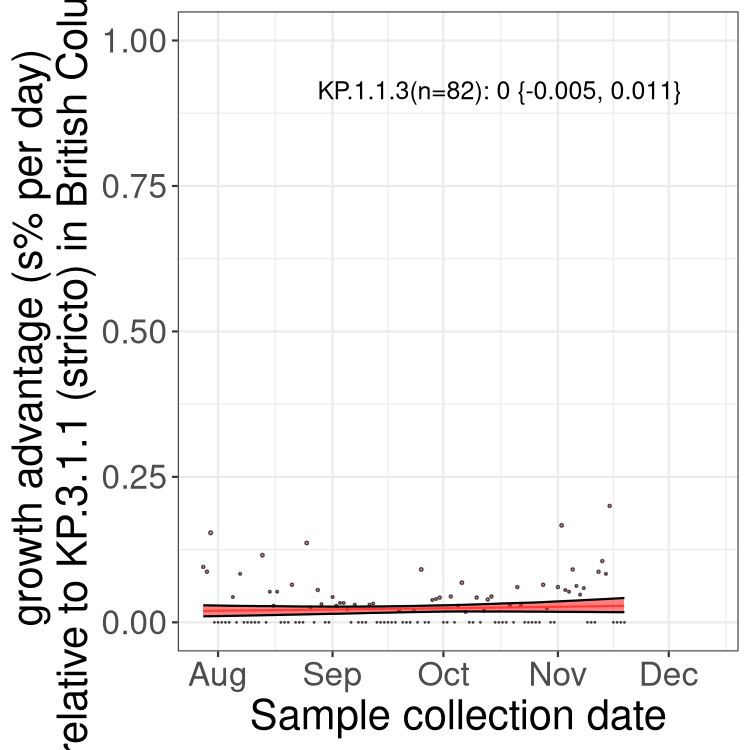 growth advantage (s% per day)
relative to KP.3.1.1 (stricto) in British Colu
1.00
0.75
0.50
0.25
0.00
KP.1.1.3(n=82): 0 {-0.005, 0.011}
Aug Sep Oct Nov Dec
Sample collection date